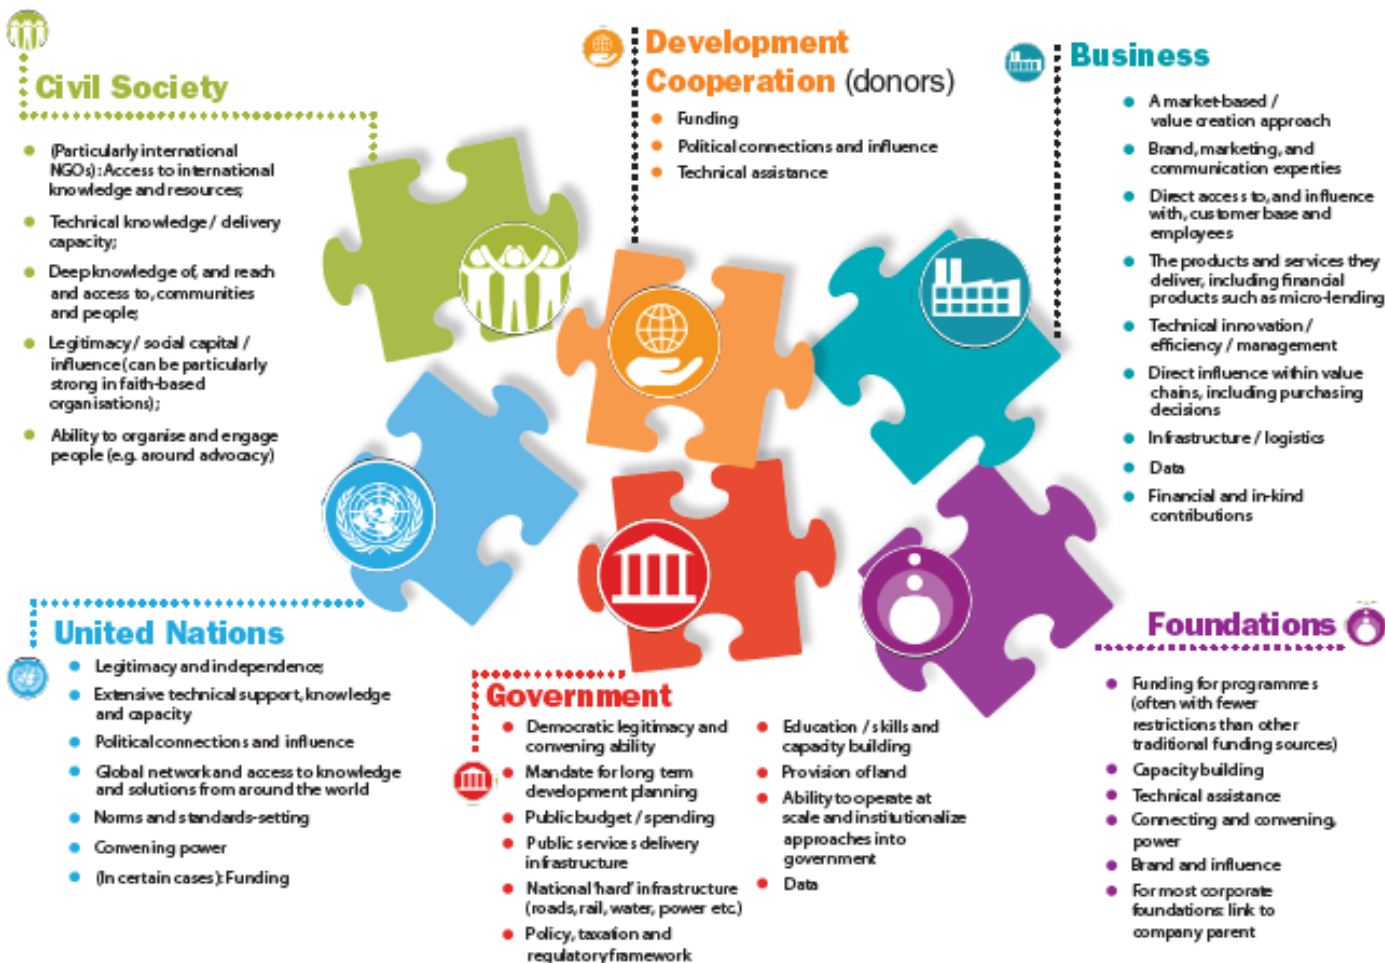 Civil Society
(Particularly international
NGOs): Access to international
knowledge and resources;
Technical knowledge / delivery
capacity;
Deep knowledge of, and reach
and access to, communities
and people;
Legitimacy / social capital /
influence (can be particularly
strong in faith-based
organisations);
Ability to organise and engage
people (e.g. around advocacy)
Development
Cooperation (donors)
Funding
Political connections and influence
Technical assistance
Business
A market-based /
value creation approach
Brand, marketing, and
communication experties
Direct access to, and influence
with, customer base and
employees
The products and services they
deliver, including financial
products such as micro-lending
Technical innovation /
efficiency / management
Direct influence within value
chains, including purchasing
decisions
Infrastructure / logistics
Data
Financial and in-kind
contributions
United Nations
Legitimacy and independence;
Extensive technical support, knowledge
and capacity
Political connections and influence
Global network and access to knowledge
and solutions from around the world
Norms and standards-setting
Convening power
(In certain cases): Funding
Government
Democratic legitimacy and
convening ability
Mandate for long term
development planning
Public budget / spending
Public services delivery
infrastructure
National 'hard' infrastructure
(roads, rail, water, power etc.)
Policy, taxation and
regulatory framework
Education / skills and
capacity building
Provision of land
Ability to operate at
scale and institutionalize
approaches into
government
Data
Foundations
Funding for programmes
(often with fewer
restrictions than other
traditional funding sources)
Capacity building
Technical assistance
Connecting and convening,
power
Brand and influence
For most corporate
foundations: link to
company parent